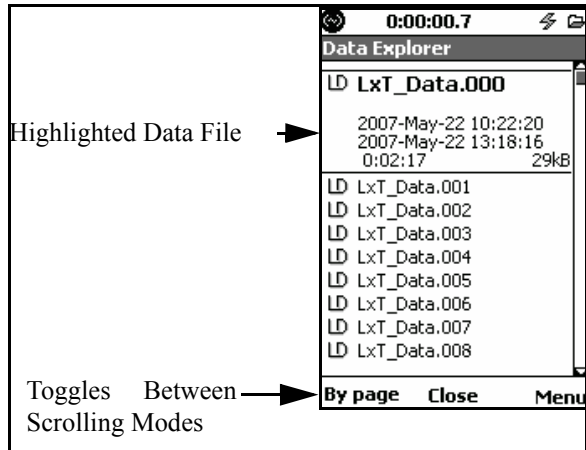 0:00:00.7
Data Explorer
LD LxT_Data.000
Highlighted Data File
2007-May-22 10:22:20
2007-May-22 13:18:16
0:02:17 29kB
LD LxT_Data.001
LD LxT_Data.002
LD LxT_Data.003
LD LxT_Data.004
LD LxT_Data.005
LD LxT_Data.006
LD LxT_Data.007
LD LxT_Data.008
Toggles Between
Scrolling Modes
By page Close Menu